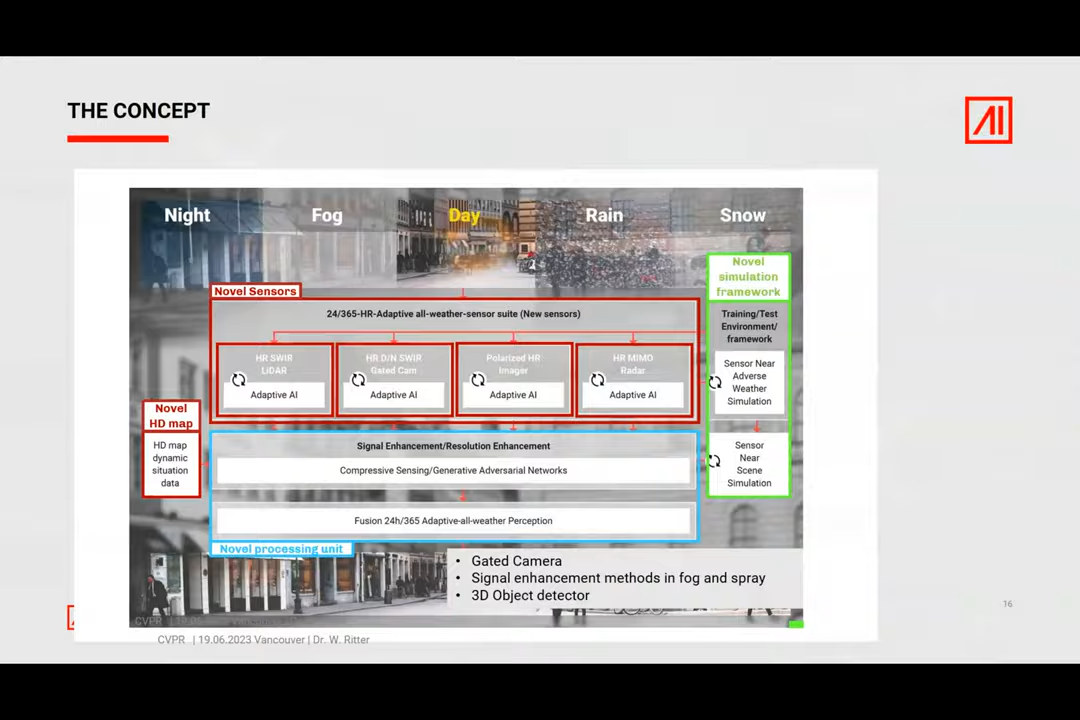 THE CONCEPT
AI
Night Fog Day Rain Snow
Novel
simulation
framework
Novel Sensors
24/365-HR-Adaptive all-weather-sensor suite (New sensors)
Training/Test
Environment/
framework
HR SWIR
LiDAR
Adaptive AI
HR D/N SWIR
Gated Cam
Adaptive AI
Polarized HR
Imager
Adaptive AI
HR MIMO
Radar
Adaptive AI
Sensor Near
Adverse
Weather
Simulation
Novel
HD map
HD map
dynamic
situation
data
Signal Enhancement/Resolution Enhancement
Compressive Sensing/Generative Adversarial Networks
Fusion 24h/365 Adaptive-all-weather Perception
Novel processing unit
Sensor
Near
Scene
Simulation
• Gated Camera
• Signal enhancement methods in fog and spray
• 3D Object detector
16
CVPR | 19.06
CVPR | 19.06.2023 Vancouver | Dr. W. Ritter